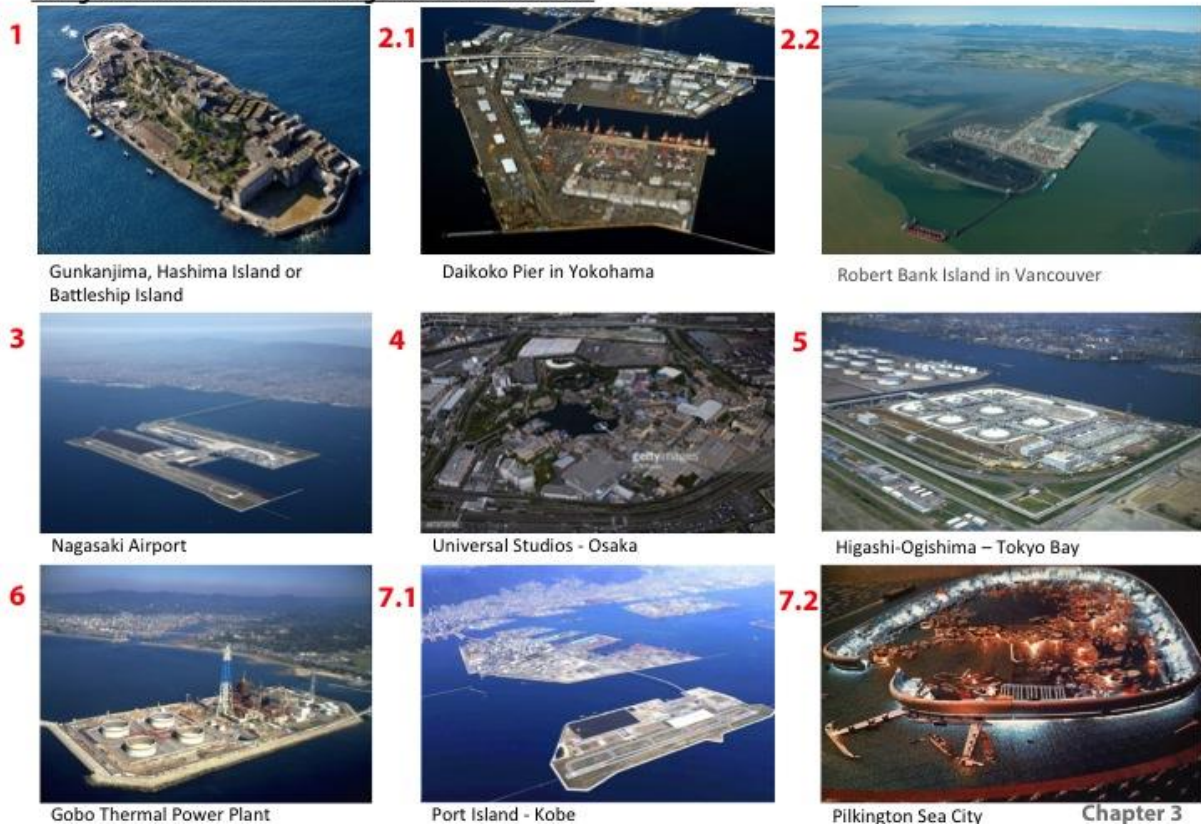 1
2.1
2.2
Gunkanjima, Hashima Island or
Battleship Island
Daikoko Pier in Yokohama
Robert Bank Island in Vancouver
3
4
5
gettyimages
Nagasaki Airport
Universal Studios - Osaka
Higashi-Ogishima – Tokyo Bay
6
7.1
7.2
Gobo Thermal Power Plant
Port Island - Kobe
Pilkington Sea City
Chapter 3